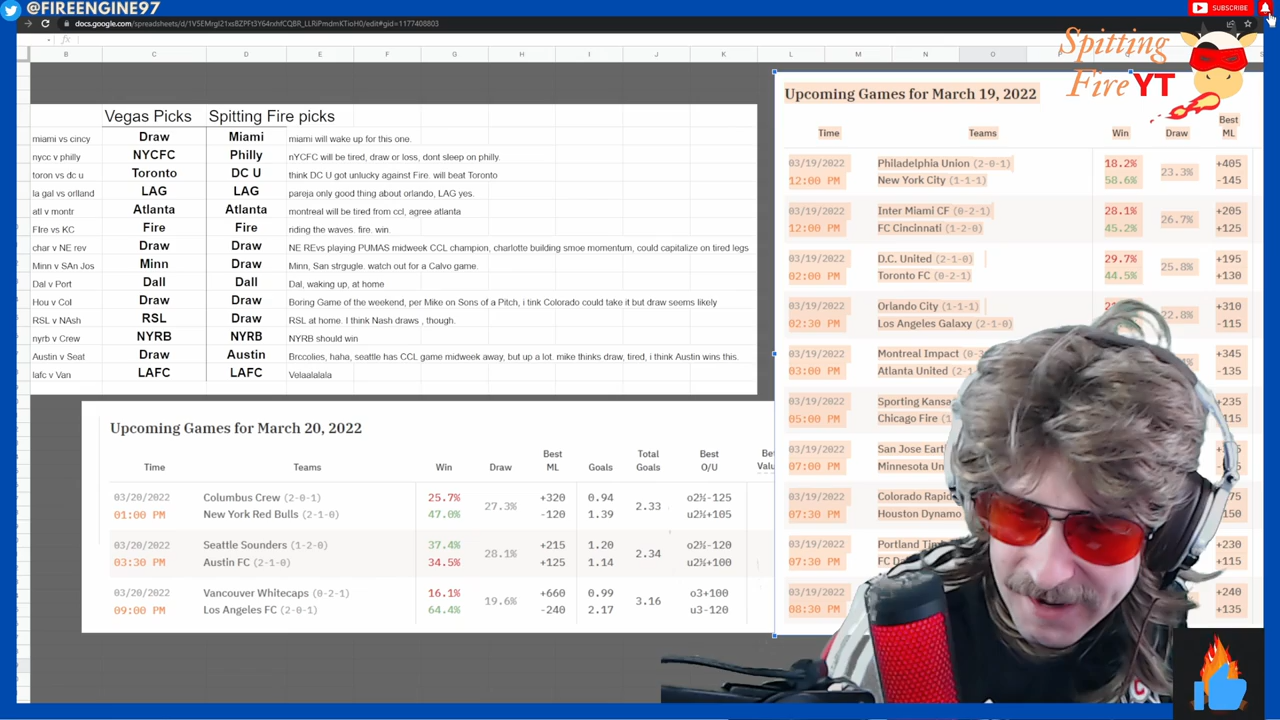 @FIREENGINE97
SUBSCRIBE
docs.google.com/spreadsheets/d/1V5EMrgI21xs8ZPFt3Y64rxhfCQBR_LLRiPmdmKTioH0/edit#gid=1177408803
fx
B C D E F G H I J K L M N O
Spitting
Fire YT
Vegas Picks Spitting Fire picks
miami vs cincy Draw Miami miami will wake up for this one.
nycc v philly NYCFC Philly nYCFC will be tired, draw or loss, dont sleep on philly.
toron vs dc u Toronto DC U think DC U got unlucky against Fire. will beat Toronto
la gal vs orlland LAG LAG pareja only good thing about orlando, LAG yes.
atl v montr Atlanta Atlanta montreal will be tired from ccl, agree atlanta
FIre vs KC Fire Fire riding the waves. fire. win.
char v NE rev Draw Draw NE REvs playing PUMAS midweek CCL champion, charlotte building smoe momentum, could capitalize on tired legs
Minn v SAn Jos Minn Draw Minn, San strgugle. watch out for a Calvo game.
Dal v Port Dall Dall Dal, waking up, at home
Hou v Col Draw Draw Boring Game of the weekend, per Mike on Sons of a Pitch, i tink Colorado could take it but draw seems likely
RSL v NAsh RSL Draw RSL at home. I think Nash draws , though.
nyrb v Crew NYRB NYRB NYRB should win
Austin v Seat Draw Austin Brccolies, haha, seattle has CCL game midweek away, but up a lot. mike thinks draw, tired, i think Austin wins this.
lafc v Van LAFC LAFC Velaalalala
Upcoming Games for March 20, 2022
Time Teams Win Draw Best ML Goals Total Goals Best O/U
03/20/2022 Columbus Crew (2-0-1) 25.7% 27.3% +320 0.94 2.33 o2½-125
01:00 PM New York Red Bulls (2-1-0) 47.0% -120 1.39 u2½+105
03/20/2022 Seattle Sounders (1-2-0) 37.4% 28.1% +215 1.20 2.34 o2½-120
03:30 PM Austin FC (2-1-0) 34.5% +125 1.14 u2½+100
03/20/2022 Vancouver Whitecaps (0-2-1) 16.1% 19.6% +660 0.99 3.16 o3+100
09:00 PM Los Angeles FC (2-0-1) 64.4% -240 2.17 u3-120
Upcoming Games for March 19, 2022
Time Teams Win Draw Best ML
03/19/2022 Philadelphia Union (2-0-1) 18.2% 23.3% +405
12:00 PM New York City (1-1-1) 58.6% -145
03/19/2022 Inter Miami CF (0-2-1) 28.1% 26.7% +205
12:00 PM FC Cincinnati (1-2-0) 45.2% +125
03/19/2022 D.C. United (2-1-0) 29.7% 25.8% +195
02:00 PM Toronto FC (0-2-1) 44.5% +130
03/19/2022 Orlando City (1-1-1) 22.8% +310
02:30 PM Los Angeles Galaxy (2-1-0) -115
03/19/2022 Montreal Impact +345
03:00 PM Atlanta United -135
03/19/2022 Sporting +235
05:00 PM Chicago Fire
03/19/2022 San Jose
07:00 PM Minnesota
03/19/2022 Colorado
07:30 PM Houston Dynamo
03/19/2022 Portland +230
07:30 PM +115
03/19/2022 +240
08:30 PM +135